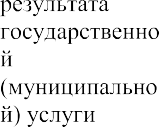 результата
государственно
й
(муниципально
й) услуги